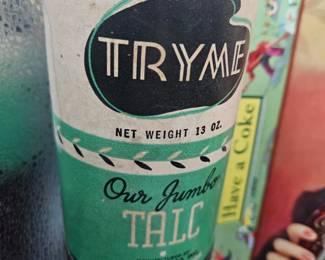 TRYME
NET WEIGHT 13 OZ.
Our Jumbo
TALC
Have a Coke